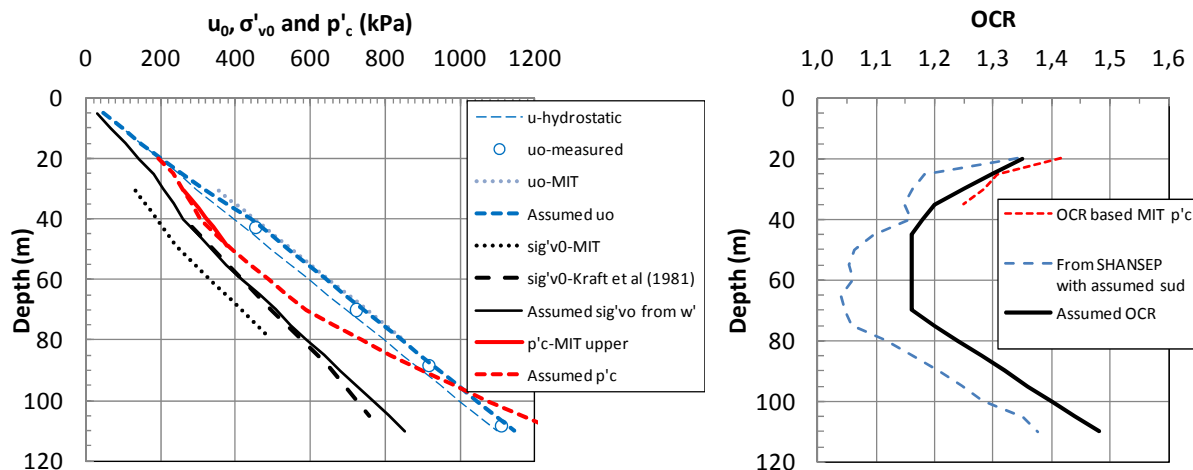 u0, σ'v0 and p'c (kPa)
0 200 400 600 800 1000 1200
0
20
40
60
80
100
120
Depth (m)
u-hydrostatic
uo-measured
uo-MIT
Assumed uo
sig'v0-MIT
sig'v0-Kraft et al (1981)
Assumed sig'vo from w'
p'c-MIT upper
Assumed p'c
OCR
1,0 1,1 1,2 1,3 1,4 1,5 1,6
0
20
40
60
80
100
120
Depth (m)
OCR based MIT p'c
From SHANSEP
with assumed sud
Assumed OCR